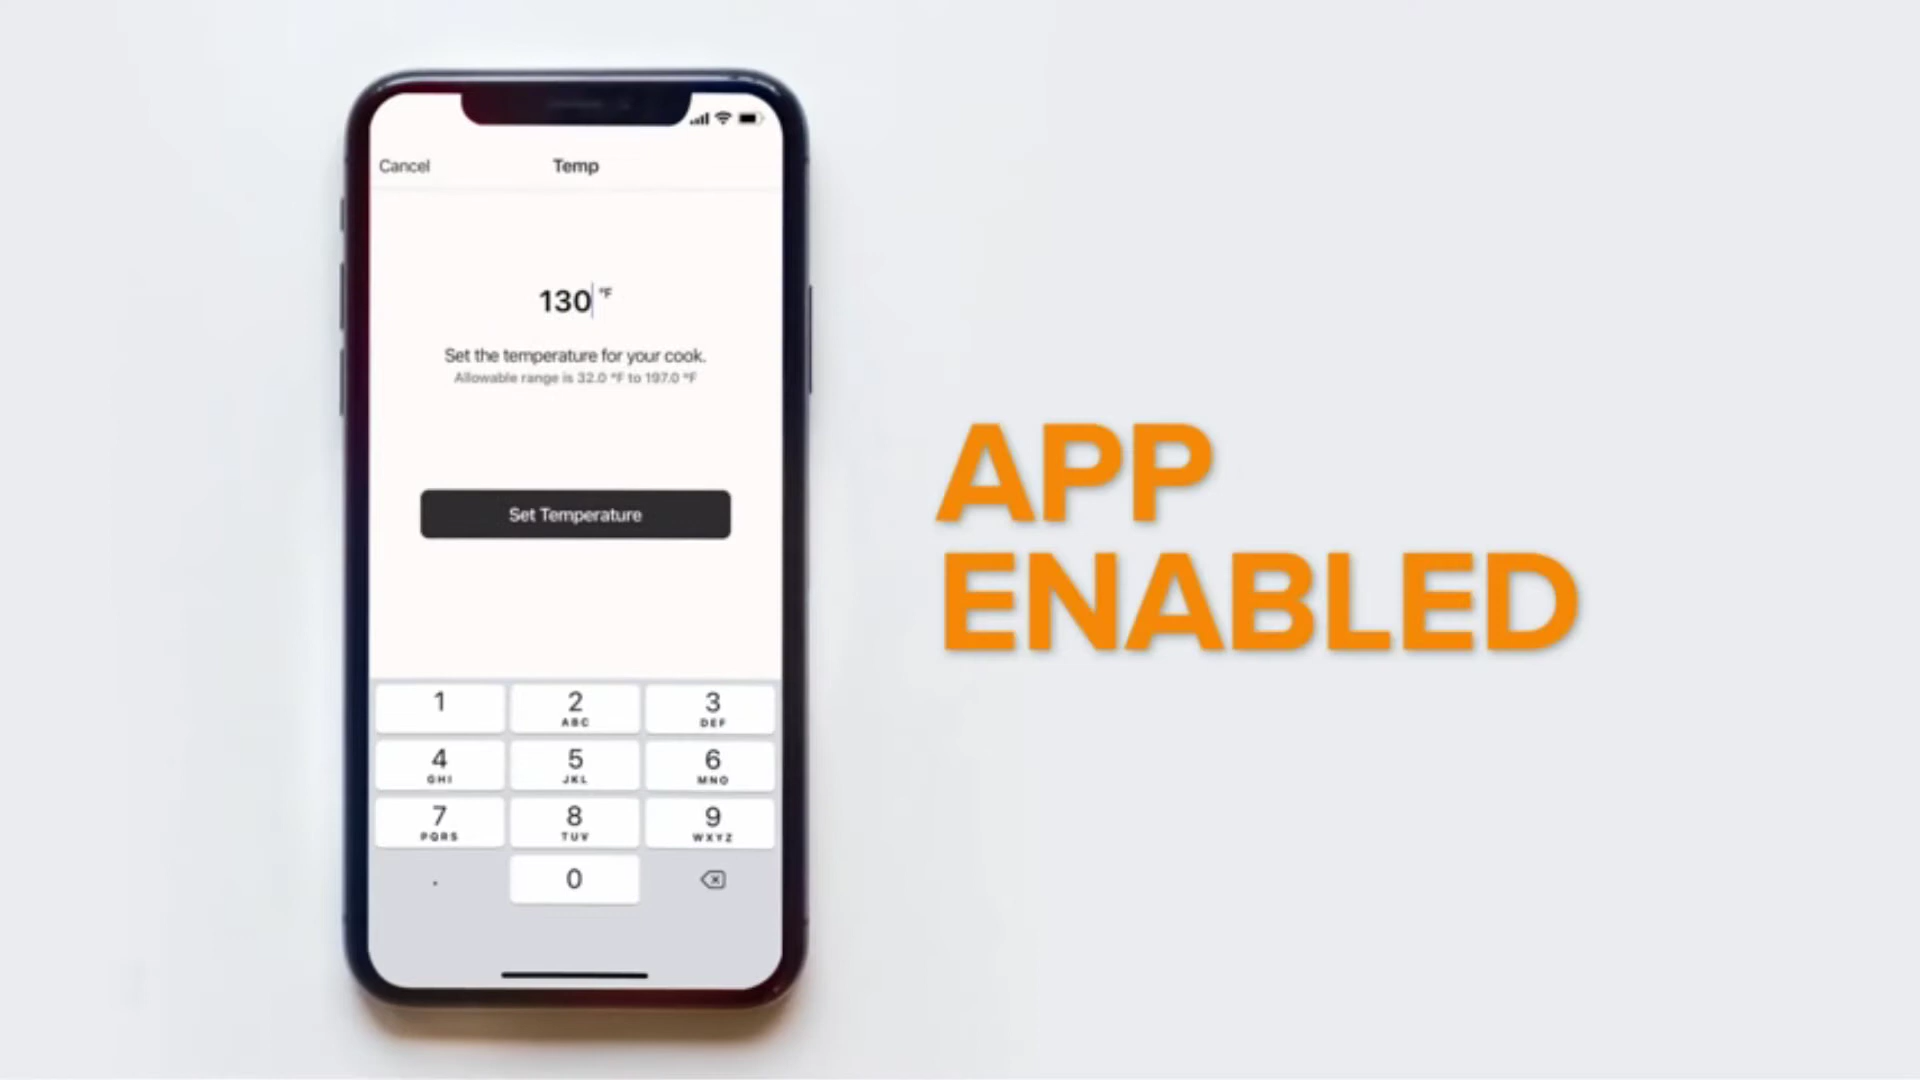 Cancel
Temp
130 °F
Set the temperature for your cook.
Allowable range is 32.0 °F to 197.0 °F
Set Temperature
APP
ENABLED
1
2
ABC
3
DEF
4
GHI
5
JKL
6
MNO
7
PQRS
8
TUV
9
WXYZ
.
0